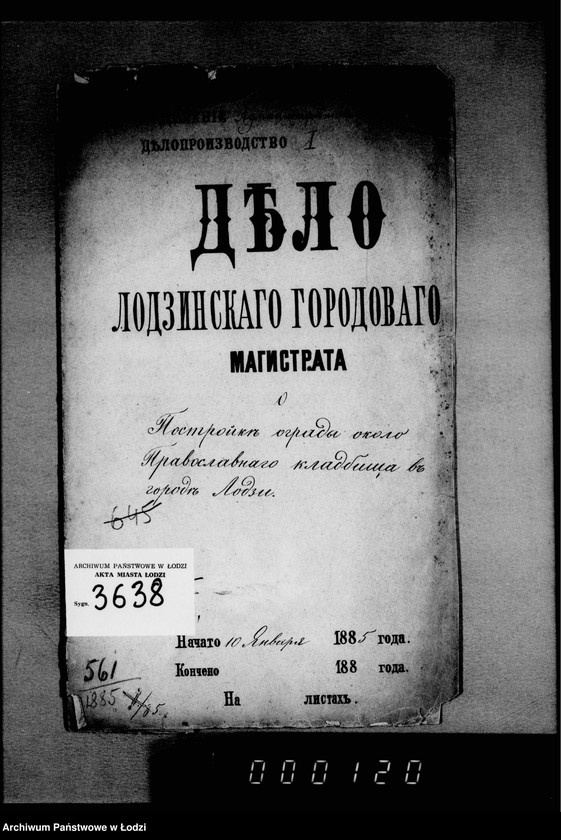 ДѢЛОПРОИЗВОДСТВО I
ДѢЛО
ЛОДЗИНСКАГО ГОРОДОВАГО
МАГИСТРАТА
О
Постройкѣ ограды около
Православнаго кладбища въ
городѣ Лодзи.
645
ARCHIWUM PAŃSTWOWE W ŁODZI
AKTA MIASTA ŁODZI
Sygn. 3638
Начато 10 Января 1885 года.
Кончено 188 года.
На листахъ.
561
1885
000120
Archiwum Państwowe w Łodzi